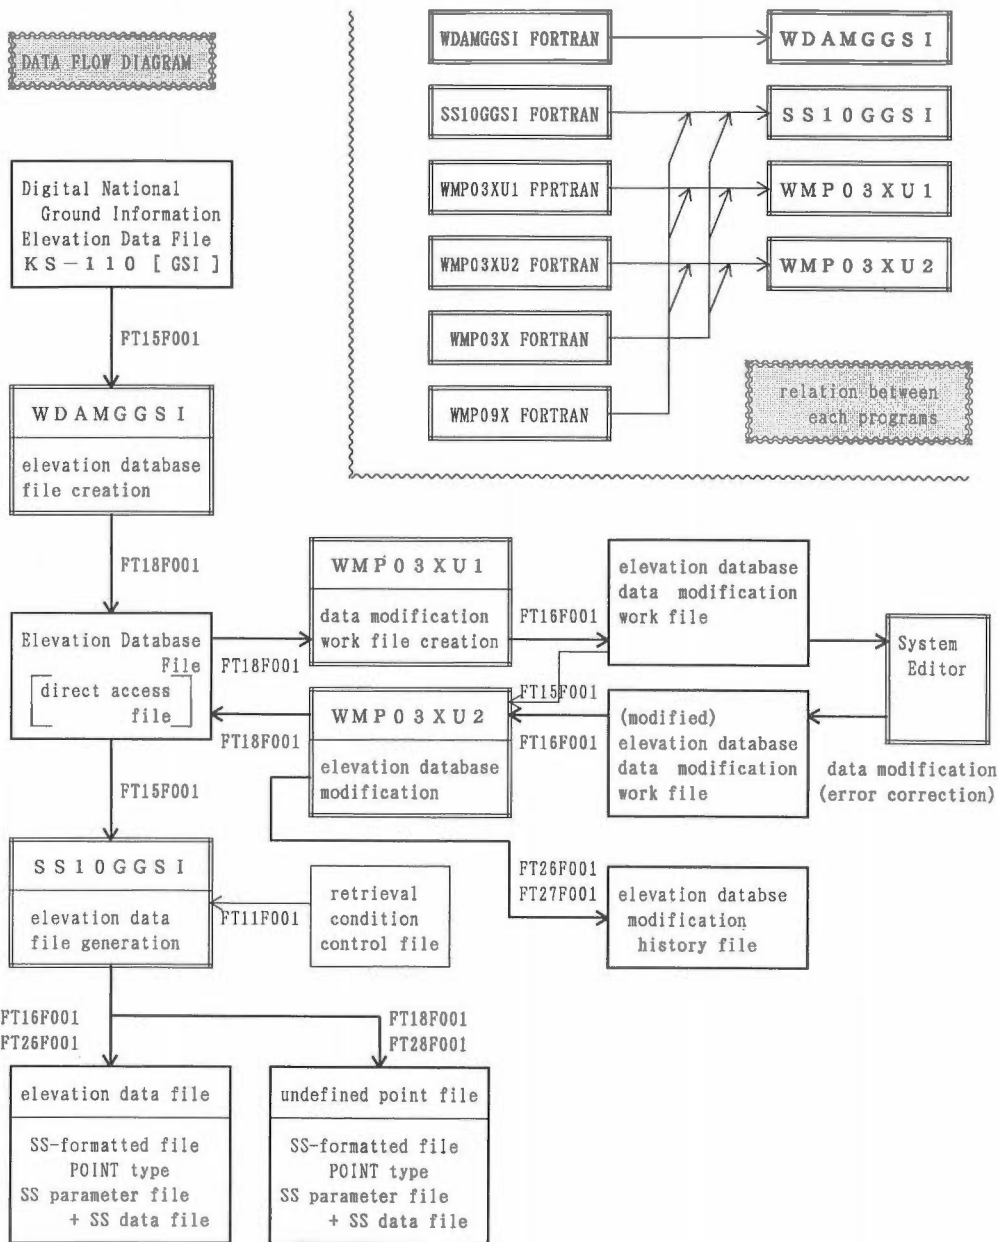 DATA FLOW DIAGRAM
WDAMGGSI FORTRAN
WDAMGGSI
SS10GGSI FORTRAN
SS10GGSI
WMP03XU1 FPRTRAN
WMP03XU1
WMP03XU2 FORTRAN
WMP03XU2
WMP03X FORTRAN
WMP09X FORTRAN
relation between
each programs
Digital National
Ground Information
Elevation Data File
KS-110 [ GSI ]
FT15F001
WDAMGGSI
elevation database
file creation
FT18F001
Elevation Database
File
direct access
file
FT18F001
WMP03XU1
data modification
work file creation
FT16F001
elevation database
data modification
work file
System
Editor
FT15F001
FT18F001
WMP03XU2
elevation database
modification
FT16F001
(modified)
elevation database
data modification
work file
data modification
(error correction)
FT15F001
SS10GGSI
elevation data
file generation
FT11F001
retrieval
condition
control file
FT26F001
FT27F001
elevation databse
modification
history file
FT16F001
FT26F001
FT18F001
FT28F001
elevation data file
SS-formatted file
POINT type
SS parameter file
+ SS data file
undefined point file
SS-formatted file
POINT type
SS parameter file
+ SS data file